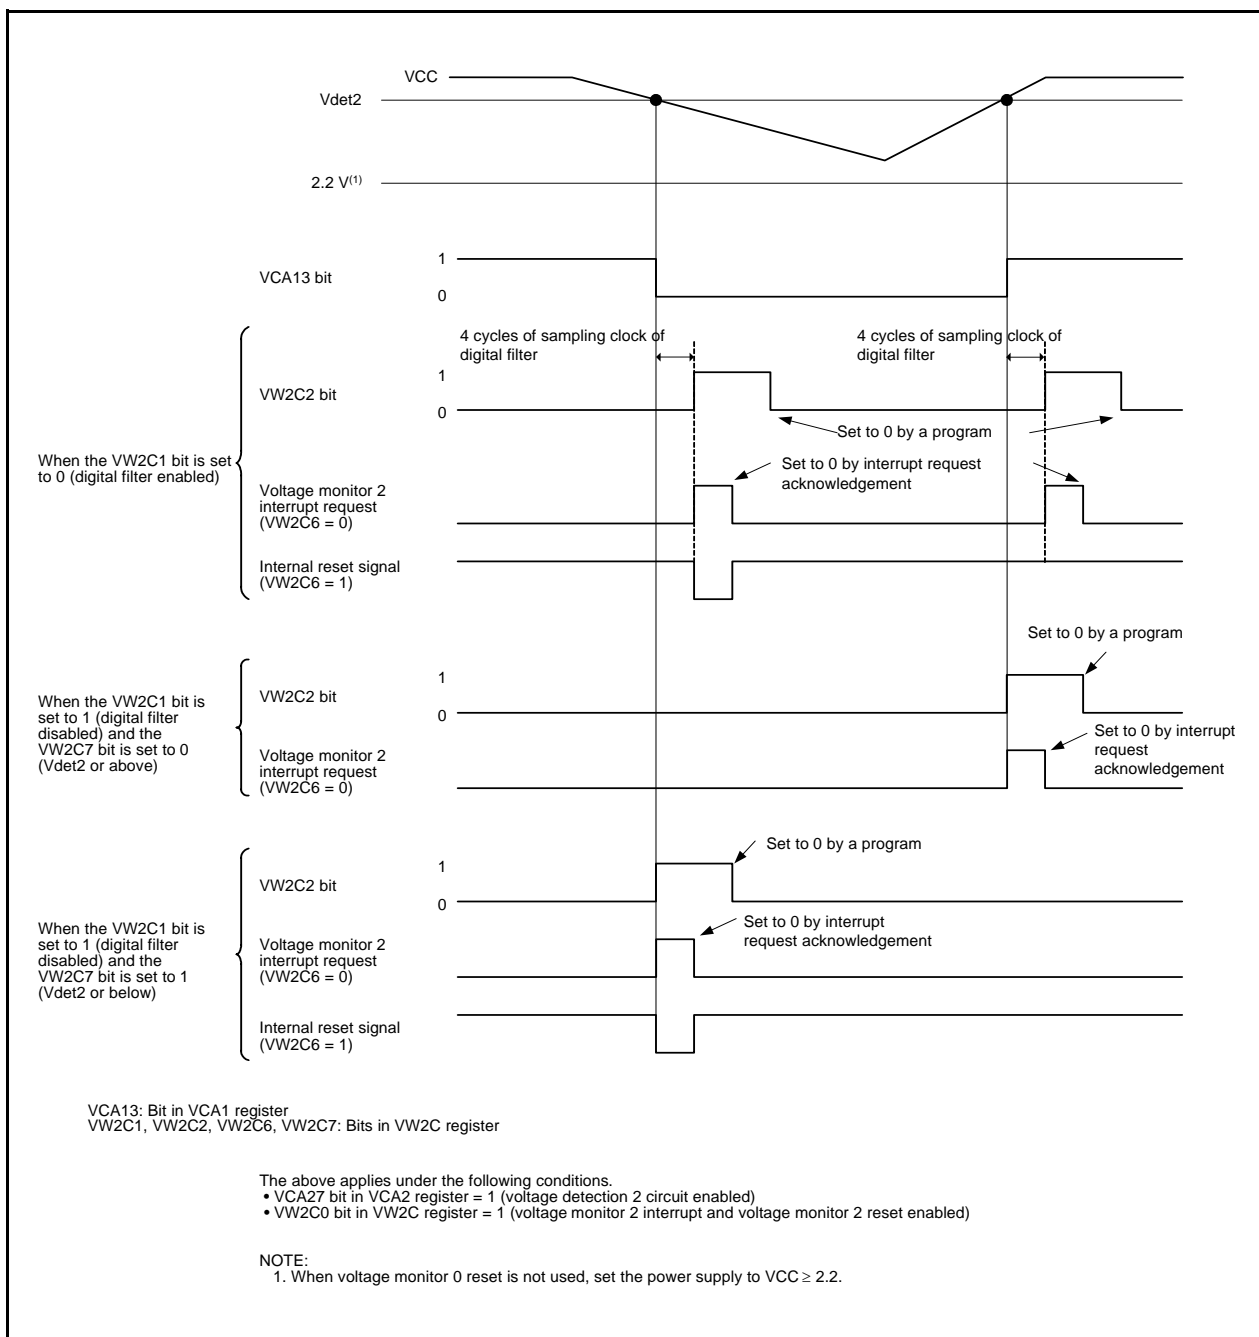 VCC
Vdet2
2.2 V(1)
VCA13 bit
1
0
4 cycles of sampling clock of
digital filter
4 cycles of sampling clock of
digital filter
VW2C2 bit
1
0
Set to 0 by a program
When the VW2C1 bit is set
to 0 (digital filter enabled)
Set to 0 by interrupt request
acknowledgement
Voltage monitor 2
interrupt request
(VW2C6 = 0)
Internal reset signal
(VW2C6 = 1)
Set to 0 by a program
When the VW2C1 bit is
set to 1 (digital filter
disabled) and the
VW2C7 bit is set to 0
(Vdet2 or above)
VW2C2 bit
1
0
Set to 0 by interrupt
request
acknowledgement
Voltage monitor 2
interrupt request
(VW2C6 = 0)
Set to 0 by a program
VW2C2 bit
1
0
When the VW2C1 bit is
set to 1 (digital filter
disabled) and the
VW2C7 bit is set to 1
(Vdet2 or below)
Set to 0 by interrupt
request acknowledgement
Voltage monitor 2
interrupt request
(VW2C6 = 0)
Internal reset signal
(VW2C6 = 1)
VCA13: Bit in VCA1 register
VW2C1, VW2C2, VW2C6, VW2C7: Bits in VW2C register
The above applies under the following conditions.
• VCA27 bit in VCA2 register = 1 (voltage detection 2 circuit enabled)
• VW2C0 bit in VW2C register = 1 (voltage monitor 2 interrupt and voltage monitor 2 reset enabled)
NOTE:
1. When voltage monitor 0 reset is not used, set the power supply to VCC ≥ 2.2.